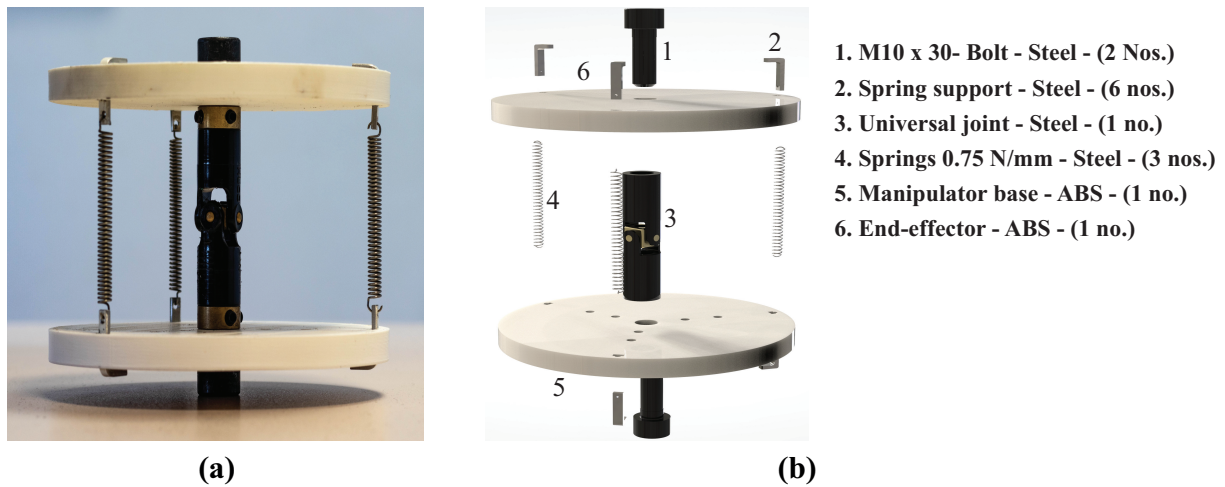 1
2
6
4
3
5
1. M10 x 30- Bolt - Steel - (2 Nos.)
2. Spring support - Steel - (6 nos.)
3. Universal joint - Steel - (1 no.)
4. Springs 0.75 N/mm - Steel - (3 nos.)
5. Manipulator base - ABS - (1 no.)
6. End-effector - ABS - (1 no.)
(a)
(b)